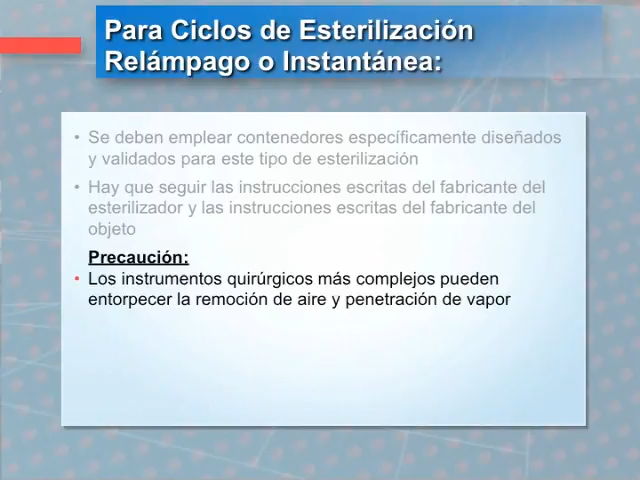 Para Ciclos de Esterilización
Relámpago o Instantánea:
• Se deben emplear contenedores específicamente diseñados
y validados para este tipo de esterilización
• Hay que seguir las instrucciones escritas del fabricante del
esterilizador y las instrucciones escritas del fabricante del
objeto
Precaución:
• Los instrumentos quirúrgicos más complejos pueden
entorpecer la remoción de aire y penetración de vapor